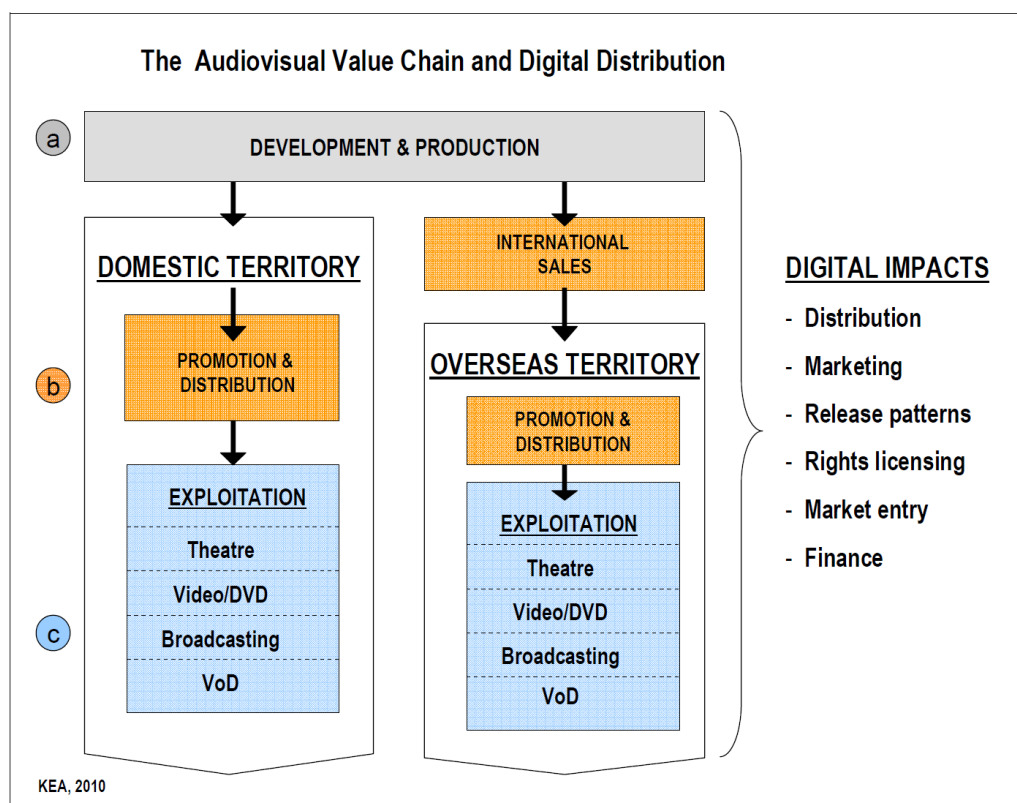 The Audiovisual Value Chain and Digital Distribution
a
DEVELOPMENT & PRODUCTION
DOMESTIC TERRITORY
b
PROMOTION &
DISTRIBUTION
EXPLOITATION
Theatre
Video/DVD
c
Broadcasting
VoD
INTERNATIONAL
SALES
OVERSEAS TERRITORY
PROMOTION &
DISTRIBUTION
EXPLOITATION
Theatre
Video/DVD
Broadcasting
VoD
DIGITAL IMPACTS
- Distribution
- Marketing
- Release patterns
- Rights licensing
- Market entry
- Finance
KEA, 2010